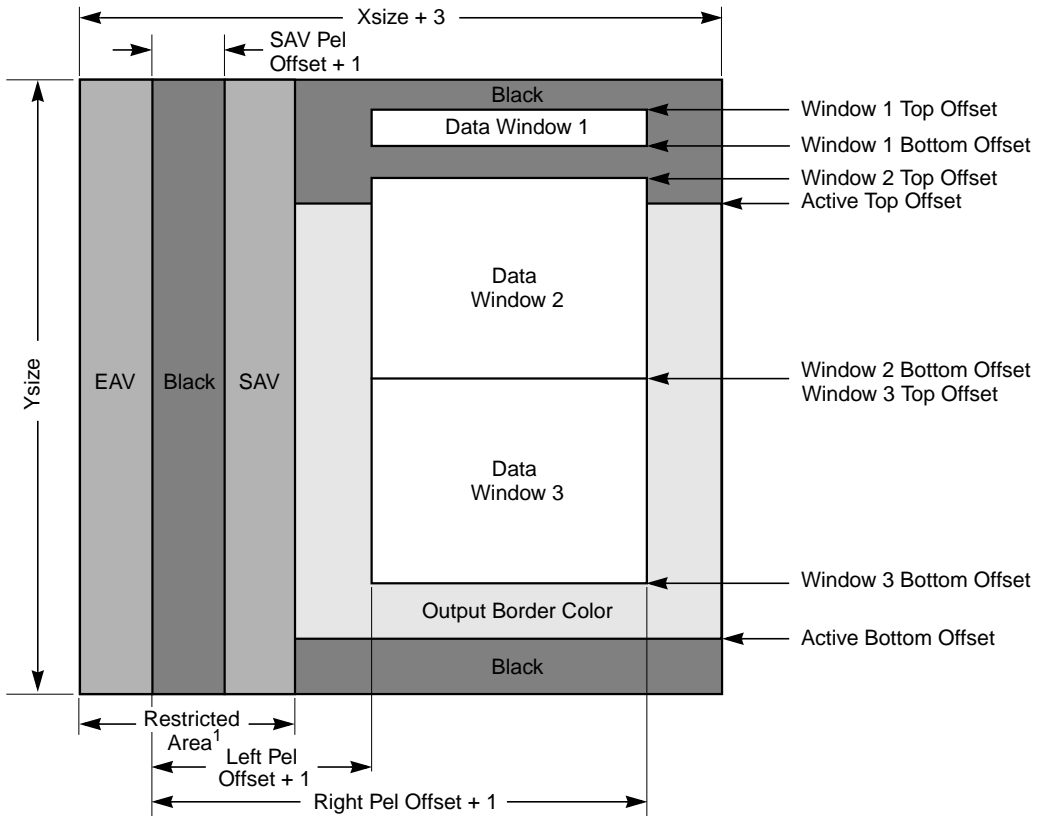 Xsize + 3
SAV Pel
Offset + 1
Black
Window 1 Top Offset
Data Window 1
Window 1 Bottom Offset
Window 2 Top Offset
Active Top Offset
Data
Window 2
Ysize
EAV
Black
SAV
Window 2 Bottom Offset
Window 3 Top Offset
Data
Window 3
Window 3 Bottom Offset
Output Border Color
Active Bottom Offset
Black
Restricted
Area1
Left Pel
Offset + 1
Right Pel Offset + 1